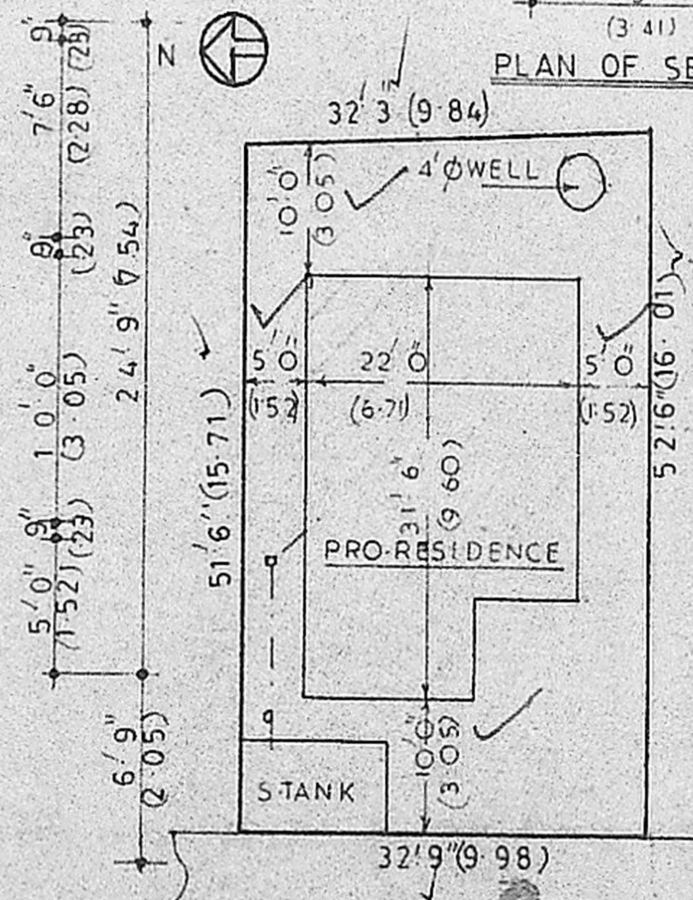 (3·41)
PLAN OF SE
N
32' 3" (9·84)
4' Ø WELL
10' 0"
(3·05)
5' 0"
(1·52)
22' 0"
(6·71)
5' 0"
(1·52)
31' 6"
(9·60)
PRO-RESIDENCE
51' 6" (15·71)
52' 6" (16·01)
10' 0"
(3·05)
S·TANK
32' 9" (9·98)
9"
(·23)
7' 6"
(2·28)
9"
(·23)
10' 0"
(3·05)
9"
(·23)
5' 0"
(1·52)
24' 9" (7·54)
6' 9"
(2·05)